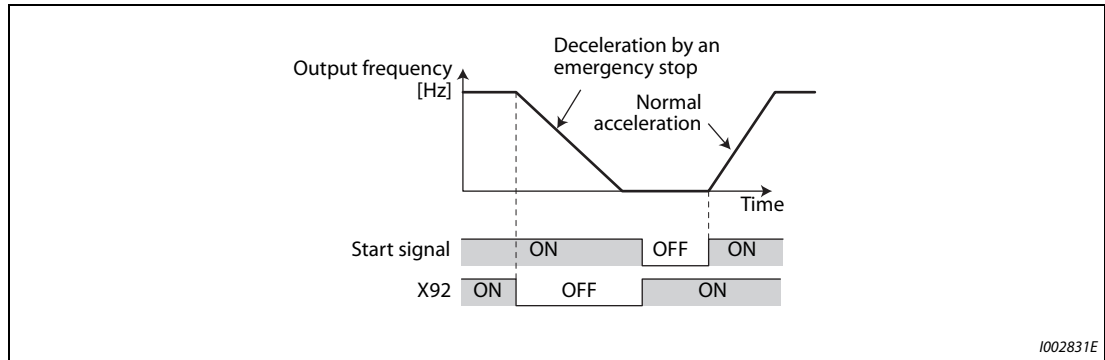 Deceleration by an
emergency stop
Output frequency
[Hz]
Normal
acceleration
Time
Start signal ON OFF ON
X92 ON OFF ON
I002831E